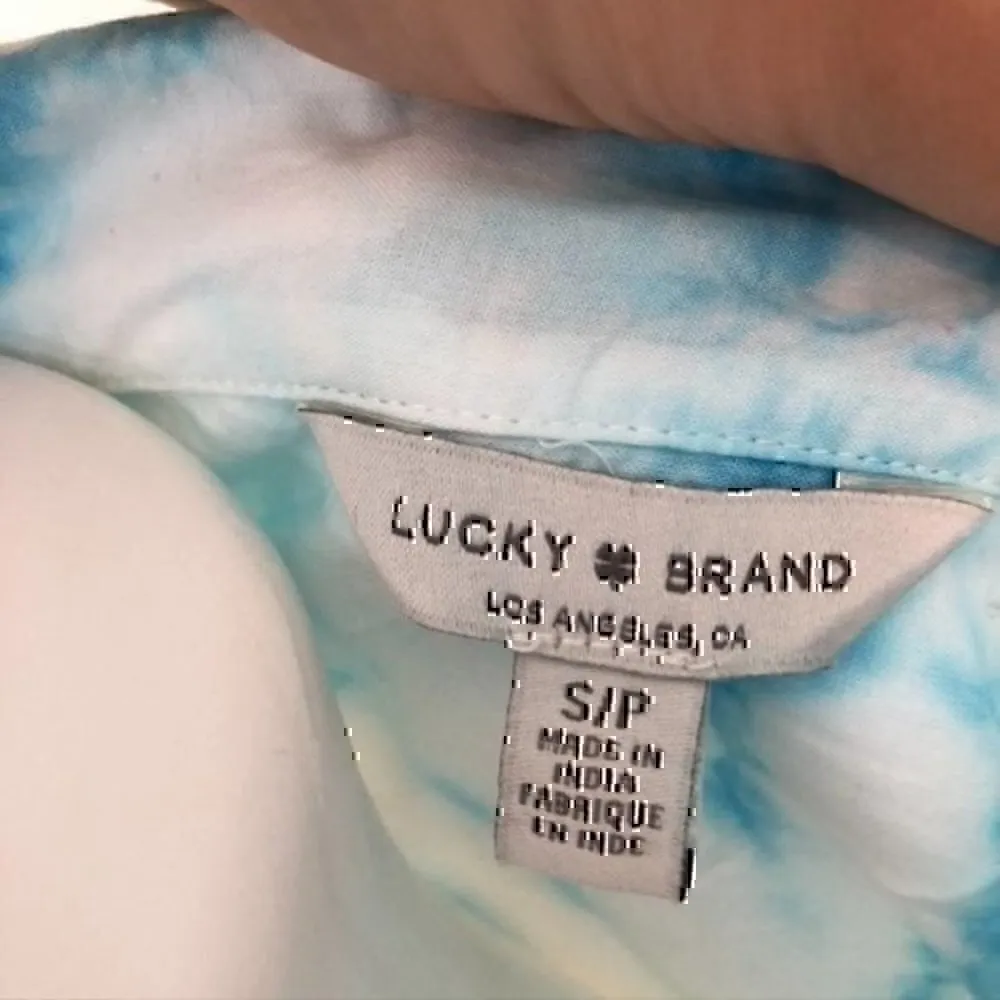 LUCKY BRAND
LOS ANGELES, CA
S/P
MADE IN
INDIA
FABRIQUE
EN INDE